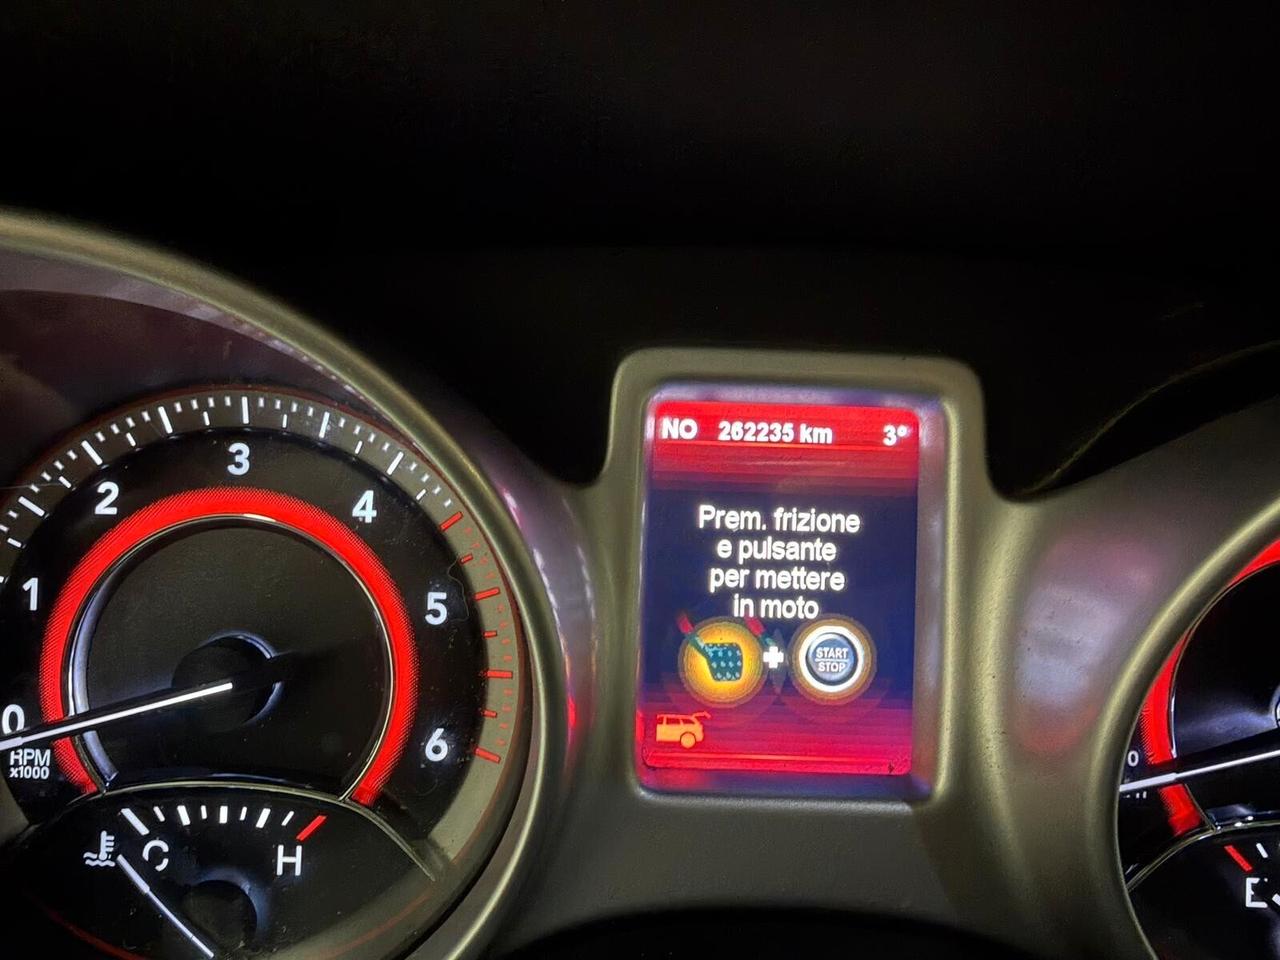 NO 262235 km 3°
Prem. frizione
e pulsante
per mettere
in moto
START
STOP
0
1
2
3
4
5
6
RPM
x1000
C H
0
E